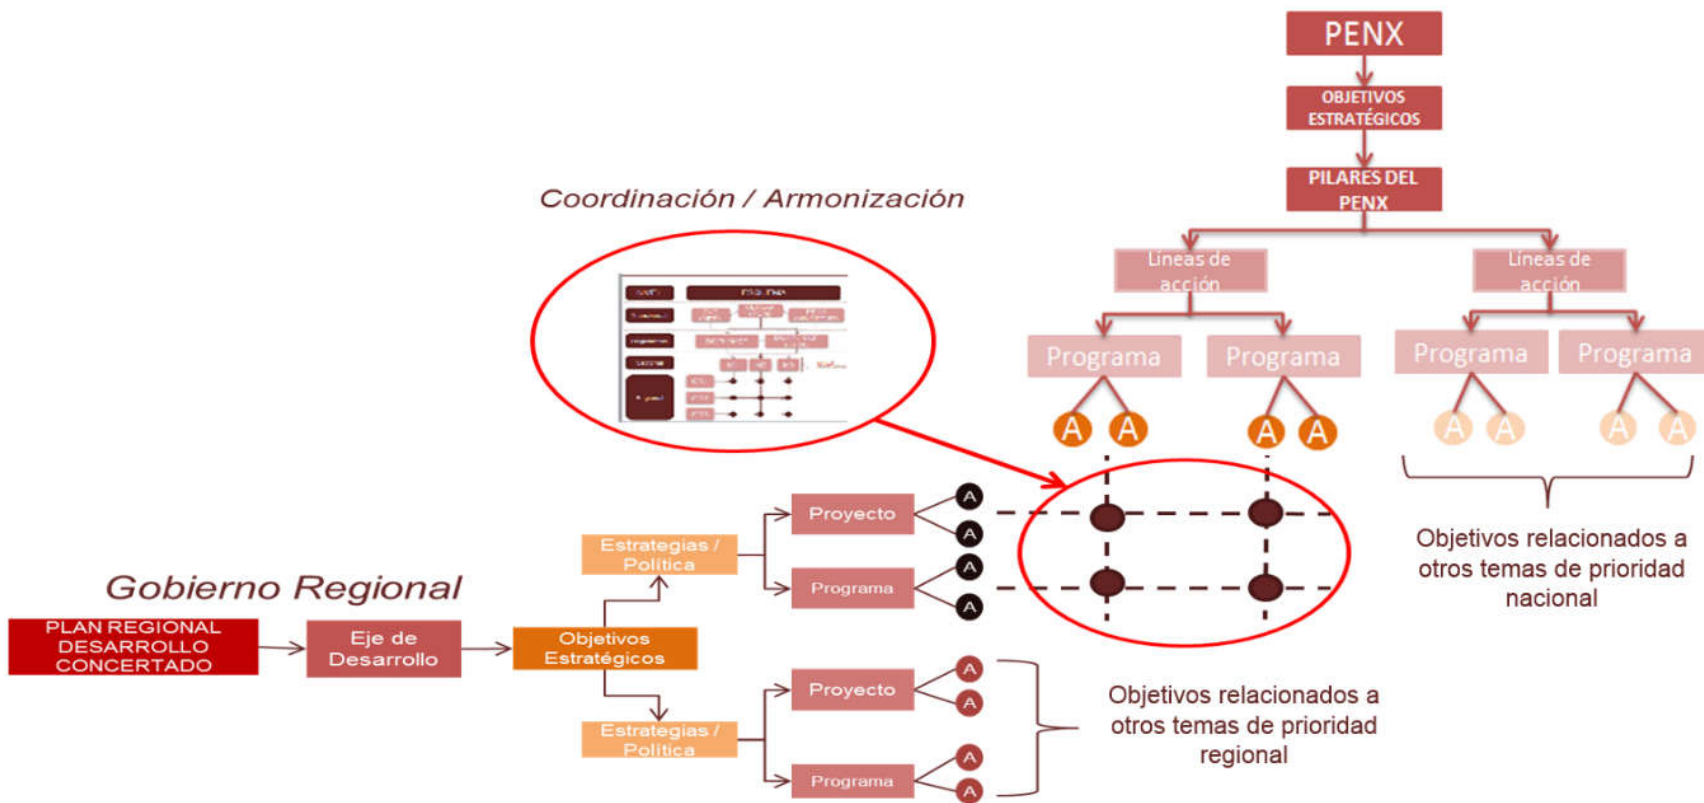 PENX
OBJETIVOS
ESTRATÉGICOS
PILARES DEL
PENX
Líneas de
acción
Líneas de
acción
Programa
Programa
Programa
Programa
A
A
A
A
A
A
A
A
Objetivos relacionados a
otros temas de prioridad
nacional
Coordinación / Armonización
Gobierno Regional
PLAN REGIONAL
DESARROLLO
CONCERTADO
Eje de
Desarrollo
Objetivos
Estratégicos
Estrategias /
Política
Estrategias /
Política
Proyecto
A
A
Programa
A
A
Proyecto
A
A
Programa
A
A
Objetivos relacionados a
otros temas de prioridad
regional